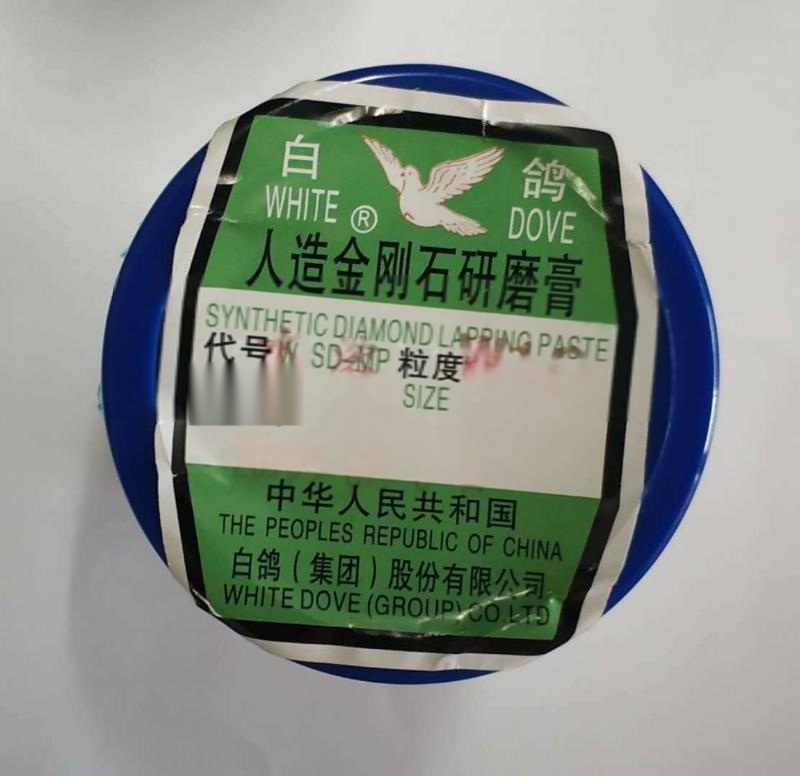 白 鸽
WHITE ® DOVE
人造金刚石研磨膏
SYNTHETIC DIAMOND LAPPING PASTE
代号 SD-MP 粒度
SIZE
中华人民共和国
THE PEOPLES REPUBLIC OF CHINA
白鸽(集团)股份有限公司
WHITE DOVE (GROUP) CO.LTD